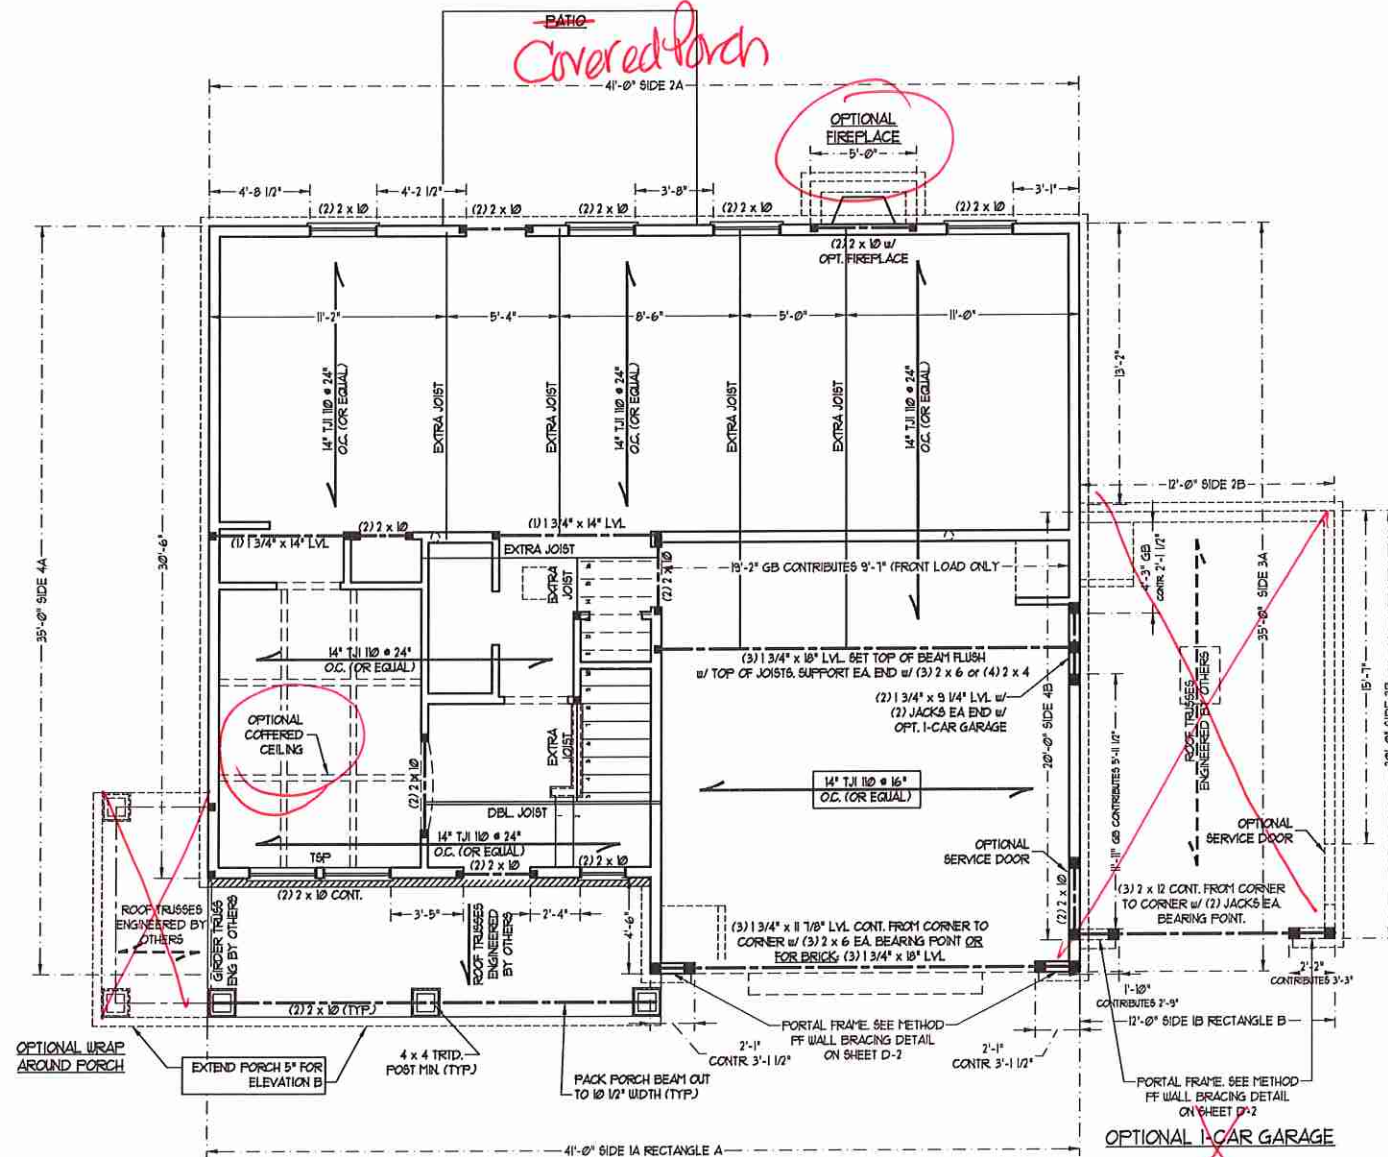 PATIO
Covered Porch
41'-0" SIDE 2A
OPTIONAL
FIREPLACE
5'-0"
4'-8 1/2"
4'-2 1/2"
3'-8"
3'-1"
(2) 2 x 10
(2) 2 x 10
(2) 2 x 10
(2) 2 x 10
(2) 2 x 10
(2) 2 x 10 w/
OPT. FIREPLACE
11'-2"
5'-4"
8'-6"
5'-0"
11'-0"
14" TJI 110 @ 24"
O.C. (OR EQUAL)
EXTRA JOIST
EXTRA JOIST
14" TJI 110 @ 24"
O.C. (OR EQUAL)
EXTRA JOIST
EXTRA JOIST
14" TJI 110 @ 24"
O.C. (OR EQUAL)
13'-2"
35'-0" SIDE 4A
30'-6"
35'-0" SIDE 3A
12'-0" SIDE 2B
(1) 1 3/4" x 14" LVL
(2) 2 x 10
(1) 1 3/4" x 14" LVL
EXTRA JOIST
EXTRA
JOIST
(2) 2 x 10
19'-2" GB CONTRIBUTES 9'-7" (FRONT LOAD ONLY
4'-3" GB
CONTR. 2'-1 1/2"
14" TJI 110 @ 24"
O.C. (OR EQUAL)
(3) 1 3/4" x 18" LVL. SET TOP OF BEAM FLUSH
w/ TOP OF JOISTS. SUPPORT EA. END w/ (3) 2 x 6 or (4) 2 x 4
(2) 1 3/4" x 9 1/4" LVL w/
(2) JACKS EA END w/
OPT. 1-CAR GARAGE
20'-0" SIDE 4B
11'-11" GB CONTRIBUTES 5'-11 1/2"
ROOF TRUSSES
ENGINEERED BY OTHERS
15'-7"
OPTIONAL
COFFERED
CEILING
EXTRA
JOIST
(2) 2 x 10
14" TJI 110 @ 16"
O.C. (OR EQUAL)
DBL. JOIST
14" TJI 110 @ 24"
O.C. (OR EQUAL)
OPTIONAL
SERVICE DOOR
OPTIONAL
SERVICE DOOR
TSP
(2) 2 x 10
(2) 2 x 10
(2) 2 x 10 CONT.
(2) 2 x 10
(3) 2 x 12 CONT. FROM CORNER
TO CORNER w/ (2) JACKS EA.
BEARING POINT.
ROOF TRUSSES
ENGINEERED BY
OTHERS
GIRDER TRUSS
ENG BY OTHERS
3'-5"
ROOF TRUSSES
ENGINEERED
BY OTHERS
2'-4"
4'-6"
(3) 1 3/4" x 11 7/8" LVL CONT. FROM CORNER TO
CORNER w/ (3) 2 x 6 EA. BEARING POINT OR
FOR BRICK: (3) 1 3/4" x 18" LVL
2'-2"
CONTRIBUTES 3'-3"
1'-10"
CONTRIBUTES 2'-9"
12'-0" SIDE 1B RECTANGLE B
(2) 2 x 10 (TYP.)
OPTIONAL WRAP
AROUND PORCH
EXTEND PORCH 5" FOR
ELEVATION B
4 x 4 TRTD.
POST MIN. (TYP.)
PACK PORCH BEAM OUT
TO 10 1/2" WIDTH (TYP.)
2'-1"
CONTR. 3'-1 1/2"
PORTAL FRAME. SEE METHOD
PF WALL BRACING DETAIL
ON SHEET D-2
2'-1"
CONTR. 3'-1 1/2"
PORTAL FRAME. SEE METHOD
PF WALL BRACING DETAIL
ON SHEET D-2
OPTIONAL 1-CAR GARAGE
41'-0" SIDE 1A RECTANGLE A